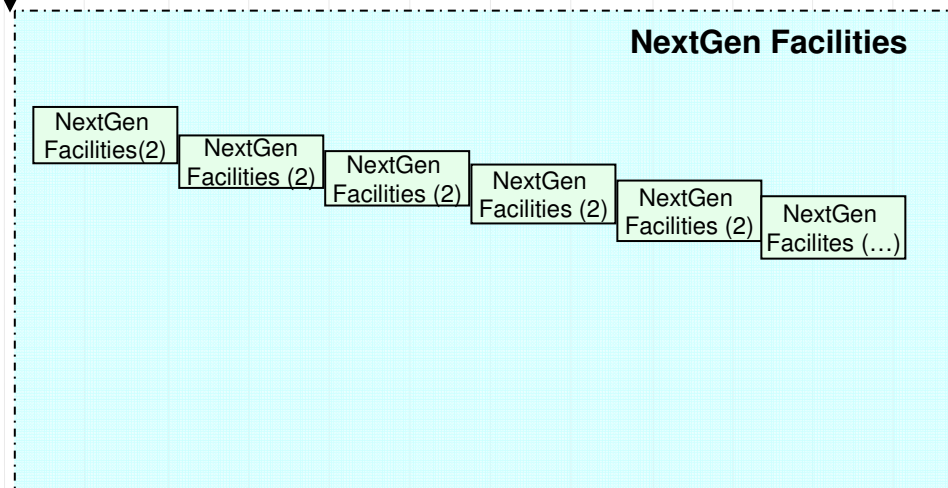 NextGen Facilities
NextGen
Facilities(2)
NextGen
Facilities (2)
NextGen
Facilities (2)
NextGen
Facilities (2)
NextGen
Facilities (2)
NextGen
Facilites (…)